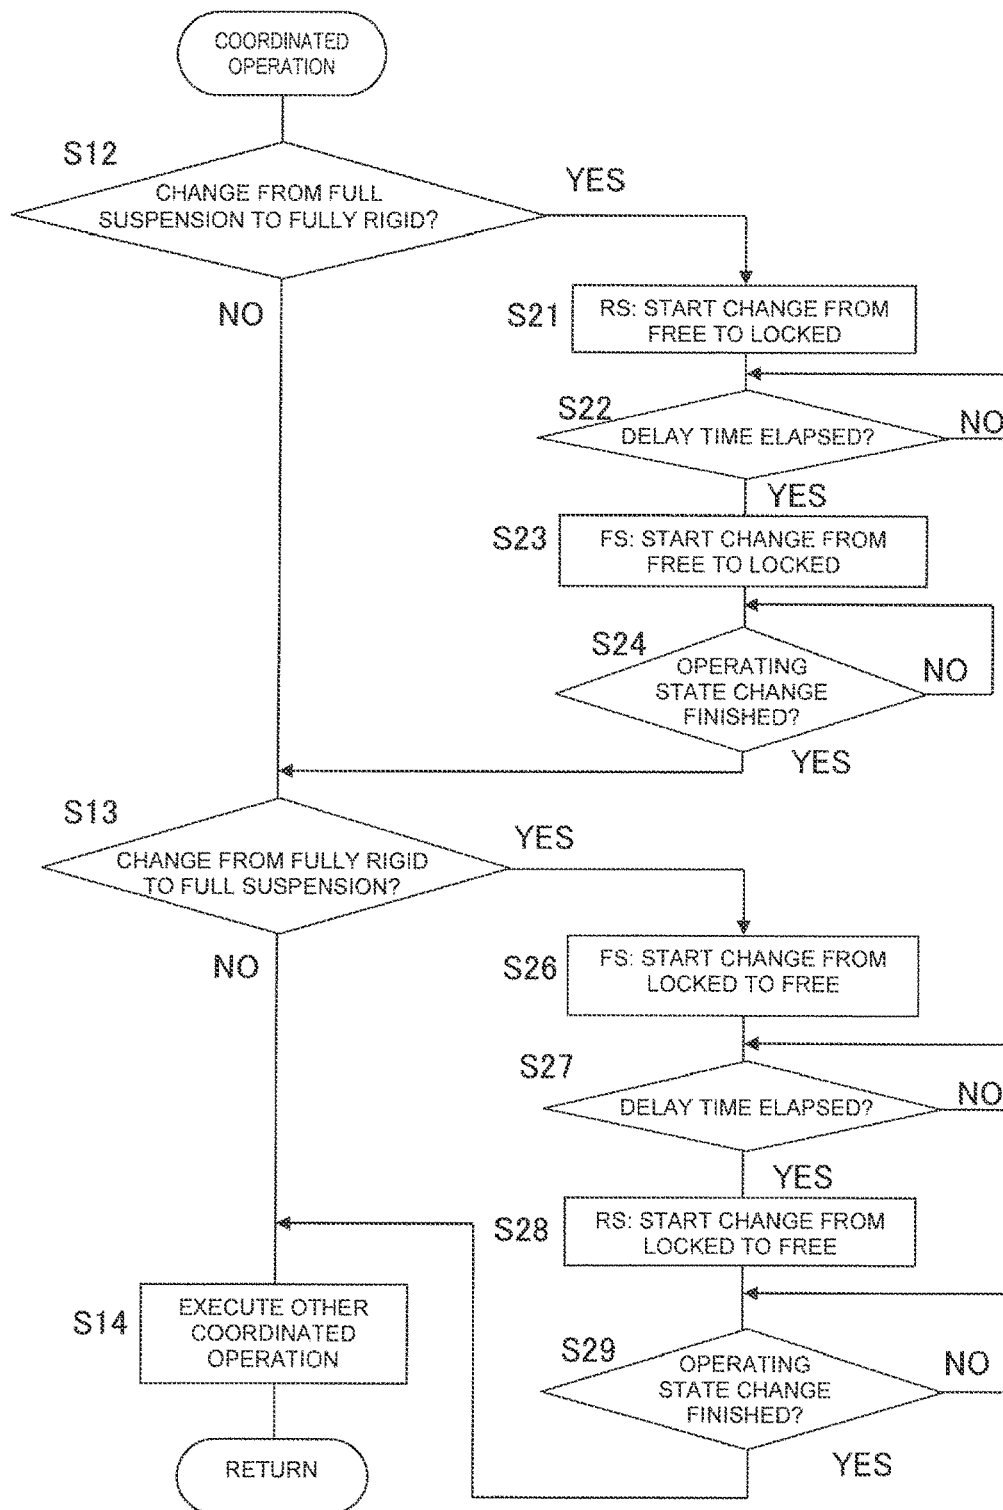 COORDINATED
OPERATION
S12
CHANGE FROM FULL
SUSPENSION TO FULLY RIGID?
YES
NO
S21
RS: START CHANGE FROM
FREE TO LOCKED
S22
DELAY TIME ELAPSED?
NO
YES
S23
FS: START CHANGE FROM
FREE TO LOCKED
S24
OPERATING
STATE CHANGE
FINISHED?
NO
YES
S13
CHANGE FROM FULLY RIGID
TO FULL SUSPENSION?
YES
NO
S26
FS: START CHANGE FROM
LOCKED TO FREE
S27
DELAY TIME ELAPSED?
NO
YES
S28
RS: START CHANGE FROM
LOCKED TO FREE
S14
EXECUTE OTHER
COORDINATED
OPERATION
S29
OPERATING
STATE CHANGE
FINISHED?
NO
YES
RETURN